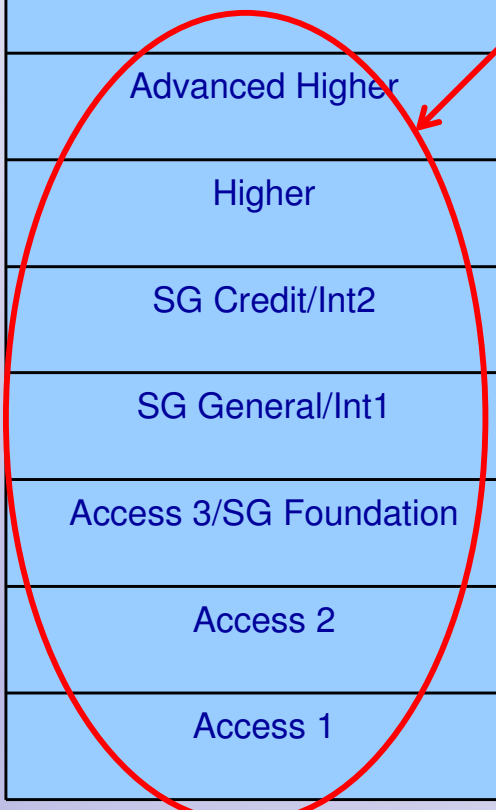 Advanced Higher
Higher
SG Credit/Int2
SG General/Int1
Access 3/SG Foundation
Access 2
Access 1